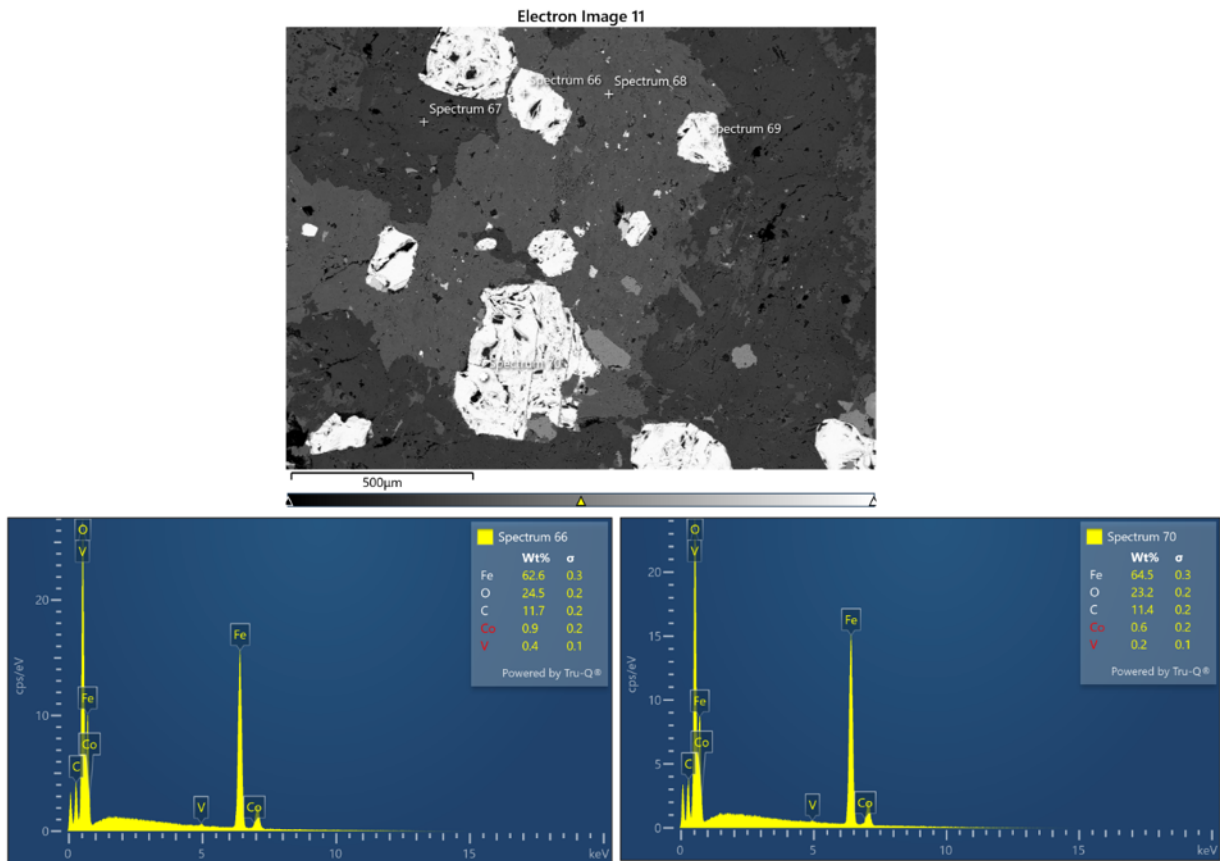 Electron Image 11
Spectrum 66
Spectrum 68
Spectrum 67
Spectrum 69
Spectrum 70
500µm
O
V
Fe
Fe
Co
C
V
Co
20
10
0
cps/eV
0
5
10
15
keV
Spectrum 66
Wt% σ
Fe 62.6 0.3
O 24.5 0.2
C 11.7 0.2
Co 0.9 0.2
V 0.4 0.1
Powered by Tru-Q®
O
V
Fe
Fe
Co
C
V
Co
20
15
10
5
0
cps/eV
0
5
10
15
keV
Spectrum 70
Wt% σ
Fe 64.5 0.3
O 23.2 0.2
C 11.4 0.2
Co 0.6 0.2
V 0.2 0.1
Powered by Tru-Q®